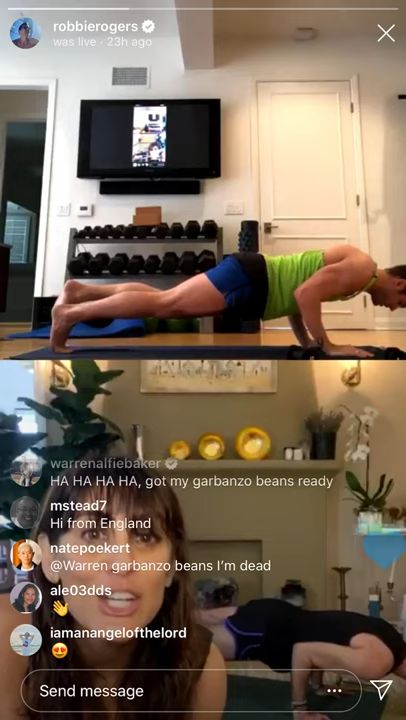 robbierogers
was live · 23h ago
warrenalfiebaker
HA HA HA HA, got my garbanzo beans ready
mstead7
Hi from England
natepoekert
@Warren garbanzo beans I'm dead
ale03dds
👋
iamanangelofthelord
😍
Send message